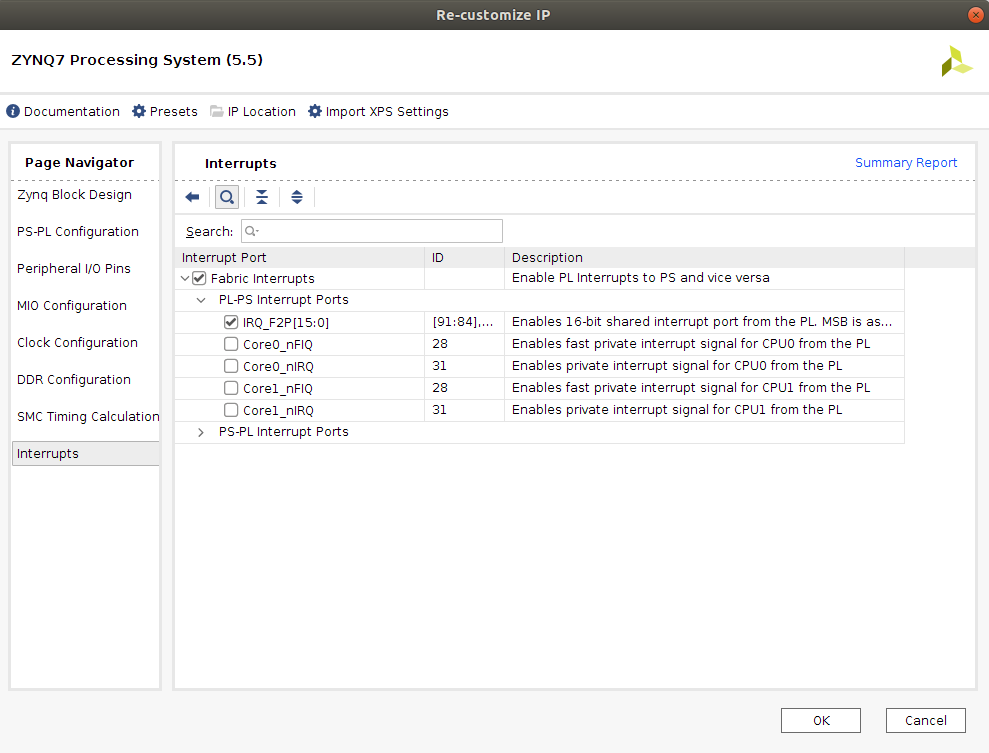 Re-customize IP
ZYNQ7 Processing System (5.5)
Documentation Presets IP Location Import XPS Settings
Page Navigator
Zynq Block Design
PS-PL Configuration
Peripheral I/O Pins
MIO Configuration
Clock Configuration
DDR Configuration
SMC Timing Calculation
Interrupts
Interrupts Summary Report
Search:
Interrupt Port ID Description
Fabric Interrupts Enable PL Interrupts to PS and vice versa
PL-PS Interrupt Ports
IRQ_F2P[15:0] [91:84],... Enables 16-bit shared interrupt port from the PL. MSB is as...
Core0_nFIQ 28 Enables fast private interrupt signal for CPU0 from the PL
Core0_nIRQ 31 Enables private interrupt signal for CPU0 from the PL
Core1_nFIQ 28 Enables fast private interrupt signal for CPU1 from the PL
Core1_nIRQ 31 Enables private interrupt signal for CPU1 from the PL
PS-PL Interrupt Ports
OK Cancel